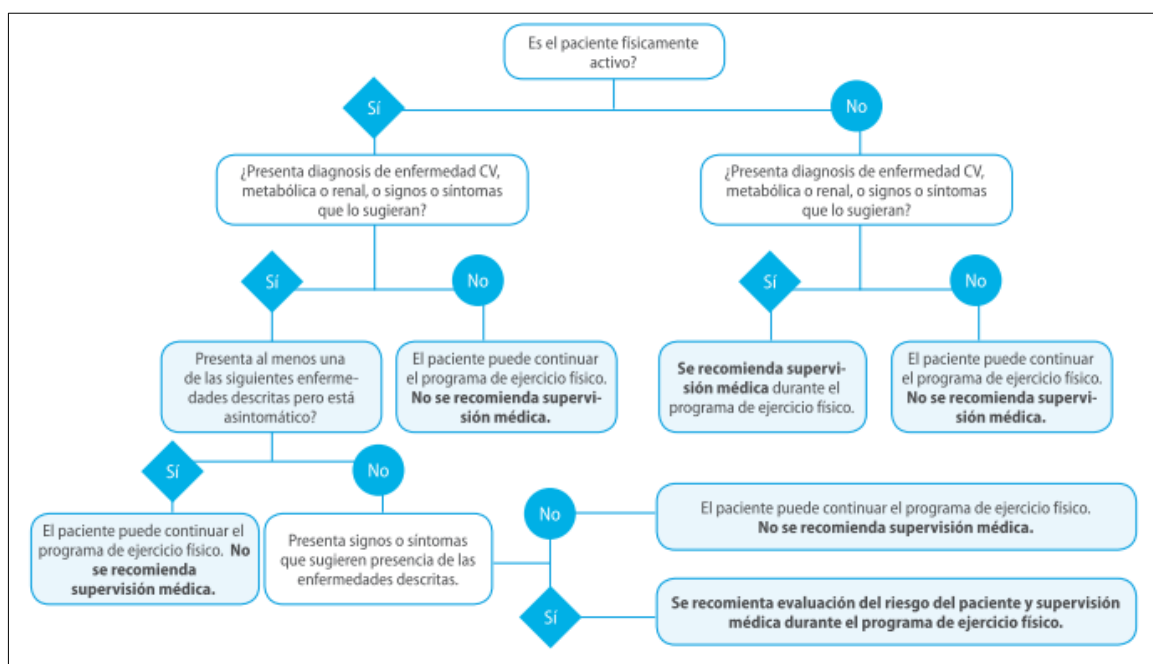 Es el paciente físicamente
activo?
Sí
No
¿Presenta diagnosis de enfermedad CV,
metabólica o renal, o signos o síntomas
que lo sugieran?
¿Presenta diagnosis de enfermedad CV,
metabólica o renal, o signos o síntomas
que lo sugieran?
Sí
No
Sí
No
Presenta al menos una
de las siguientes enferme-
dades descritas pero está
asintomático?
El paciente puede continuar
el programa de ejercicio físico.
No se recomienda supervi-
sión médica.
Se recomienda supervi-
sión médica durante el
programa de ejercicio físico.
El paciente puede continuar
el programa de ejercicio físico.
No se recomienda supervi-
sión médica.
Sí
No
El paciente puede continuar el
programa de ejercicio físico. No
se recomienda
supervisión médica.
Presenta signos o síntomas
que sugieren presencia de las
enfermedades descritas.
No
El paciente puede continuar el programa de ejercicio físico.
No se recomienda supervisión médica.
Sí
Se recomienta evaluación del riesgo del paciente y supervisión
médica durante el programa de ejercicio físico.